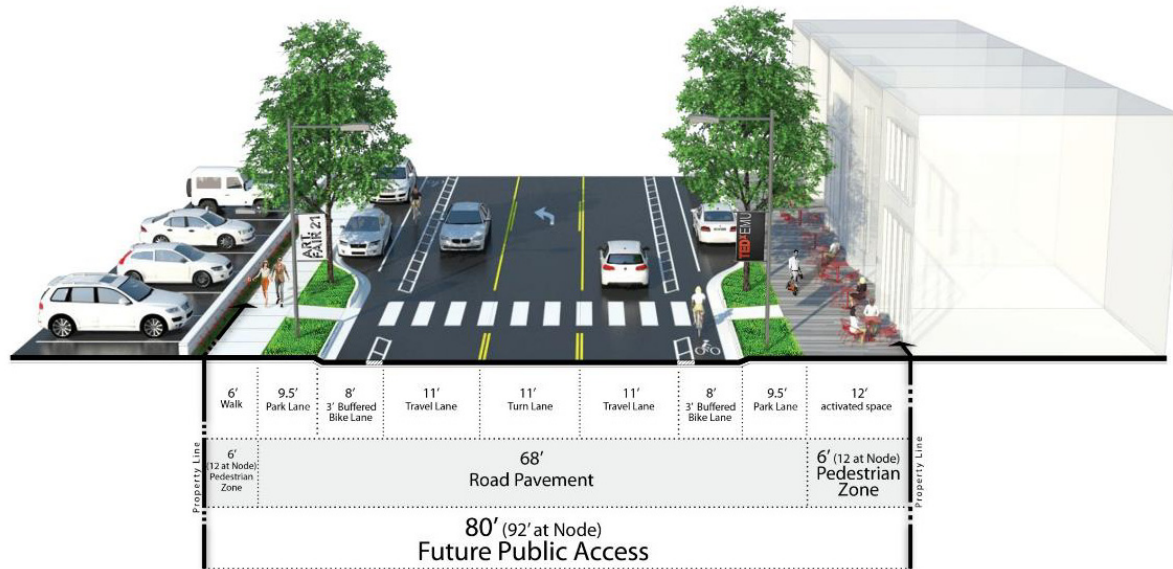 ART
FAIR 21
TEDxEMU
6'
Walk
9.5'
Park Lane
8'
3' Buffered
Bike Lane
11'
Travel Lane
11'
Turn Lane
11'
Travel Lane
8'
3' Buffered
Bike Lane
9.5'
Park Lane
12'
activated space
Property Line
6'
(12 at Node)
Pedestrian
Zone
68'
Road Pavement
6' (12 at Node)
Pedestrian
Zone
Property Line
80' (92' at Node)
Future Public Access